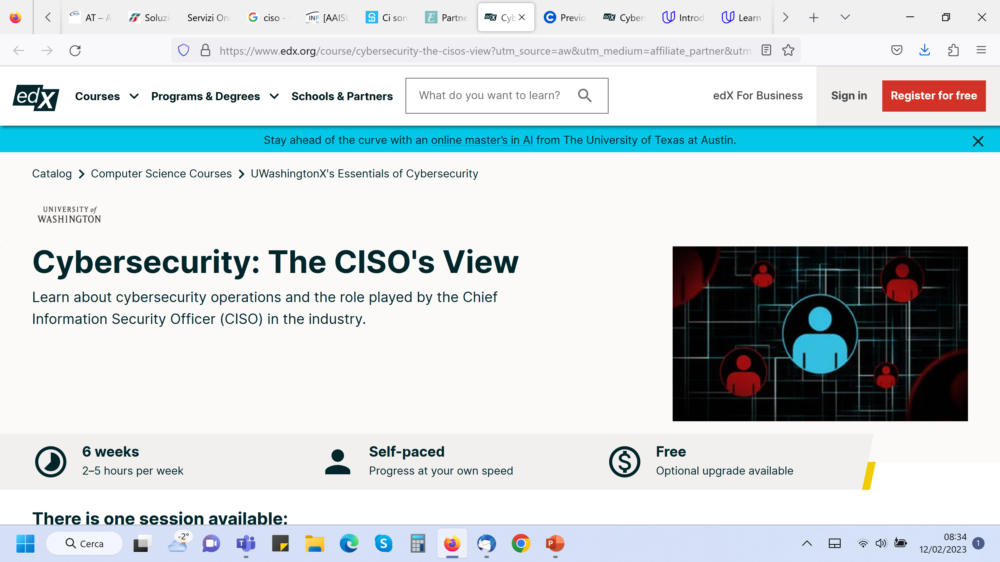 AT – A
Soluzi
Servizi Onl
ciso -
[AAISU
Ci son
Partne
Cyb
Previo
Cybers
Introd
Learn
https://www.edx.org/course/cybersecurity-the-cisos-view?utm_source=aw&utm_medium=affiliate_partner&utm_
edX
Courses
Programs & Degrees
Schools & Partners
What do you want to learn?
edX For Business
Sign in
Register for free
Stay ahead of the curve with an online master's in AI from The University of Texas at Austin.
Catalog
Computer Science Courses
UWashingtonX's Essentials of Cybersecurity
UNIVERSITY of
WASHINGTON
Cybersecurity: The CISO's View
Learn about cybersecurity operations and the role played by the Chief
Information Security Officer (CISO) in the industry.
6 weeks
2–5 hours per week
Self-paced
Progress at your own speed
Free
Optional upgrade available
There is one session available:
Cerca
-2°
08:34
12/02/2023
1